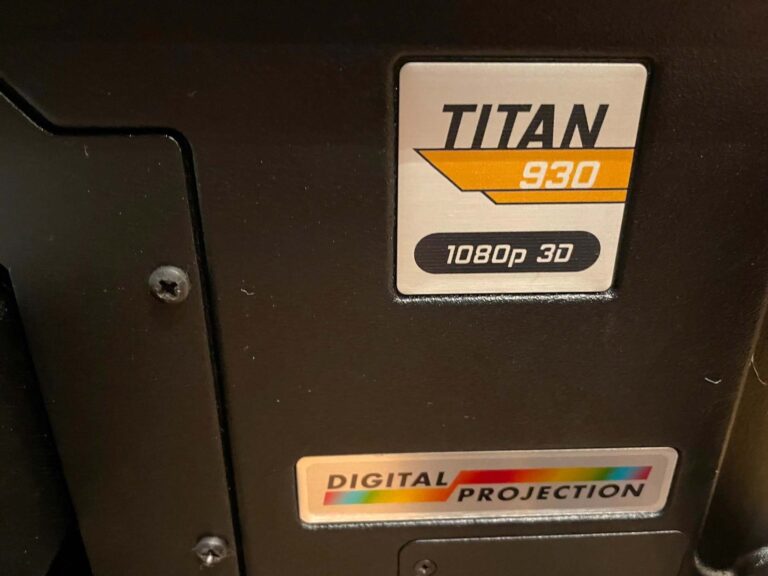 TITAN
930
1080p 3D
DIGITAL
PROJECTION